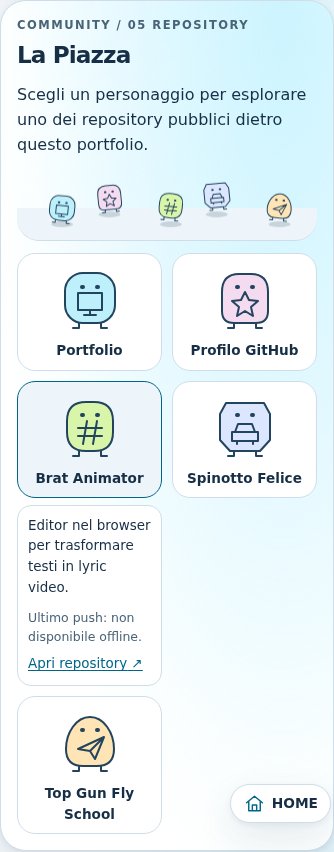 COMMUNITY / 05 REPOSITORY
La Piazza
Scegli un personaggio per esplorare
uno dei repository pubblici dietro
questo portfolio.
Portfolio
Profilo GitHub
Brat Animator
Spinotto Felice
Editor nel browser
per trasformare
testi in lyric
video.
Ultimo push: non
disponibile offline.
Apri repository ↗
Top Gun Fly
School
HOME